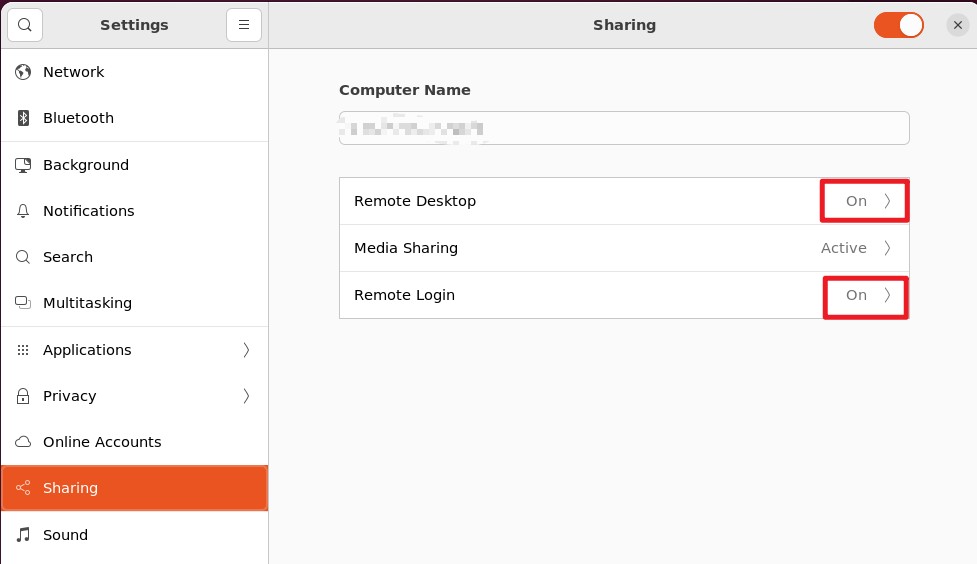 Settings
Sharing
Network
Bluetooth
Background
Notifications
Search
Multitasking
Applications
Privacy
Online Accounts
Sharing
Sound
Computer Name
Remote Desktop On
Media Sharing Active
Remote Login On